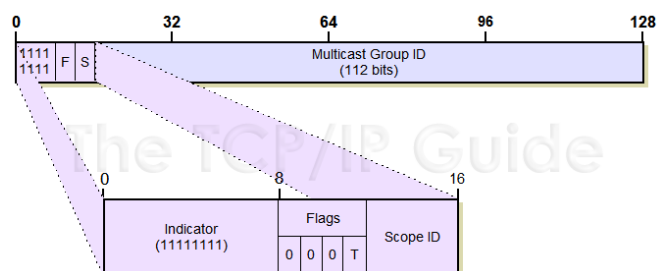 0 32 64 96 128
1111
1111
F S
Multicast Group ID
(112 bits)
The TCP/IP Guide
0 8 16
Indicator
(11111111)
Flags
0 0 0 T
Scope ID